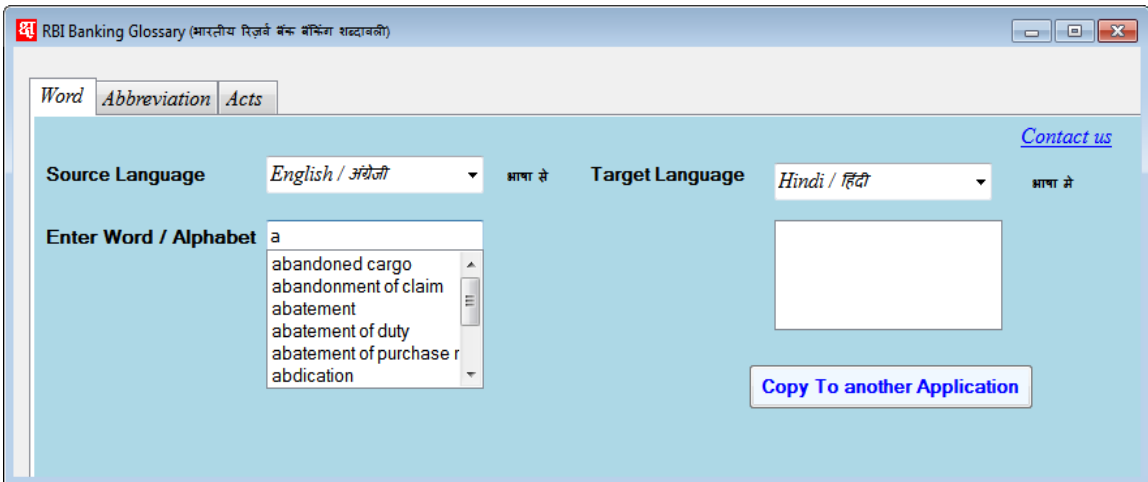 क्ष RBI Banking Glossary (भारतीय रिज़र्व बैंक बैंकिंग शब्दावली)
Word Abbreviation Acts
Contact us
Source Language English / अंग्रेजी भाषा से Target Language Hindi / हिंदी भाषा मे
Enter Word / Alphabet a
abandoned cargo
abandonment of claim
abatement
abatement of duty
abatement of purchase r
abdication
Copy To another Application